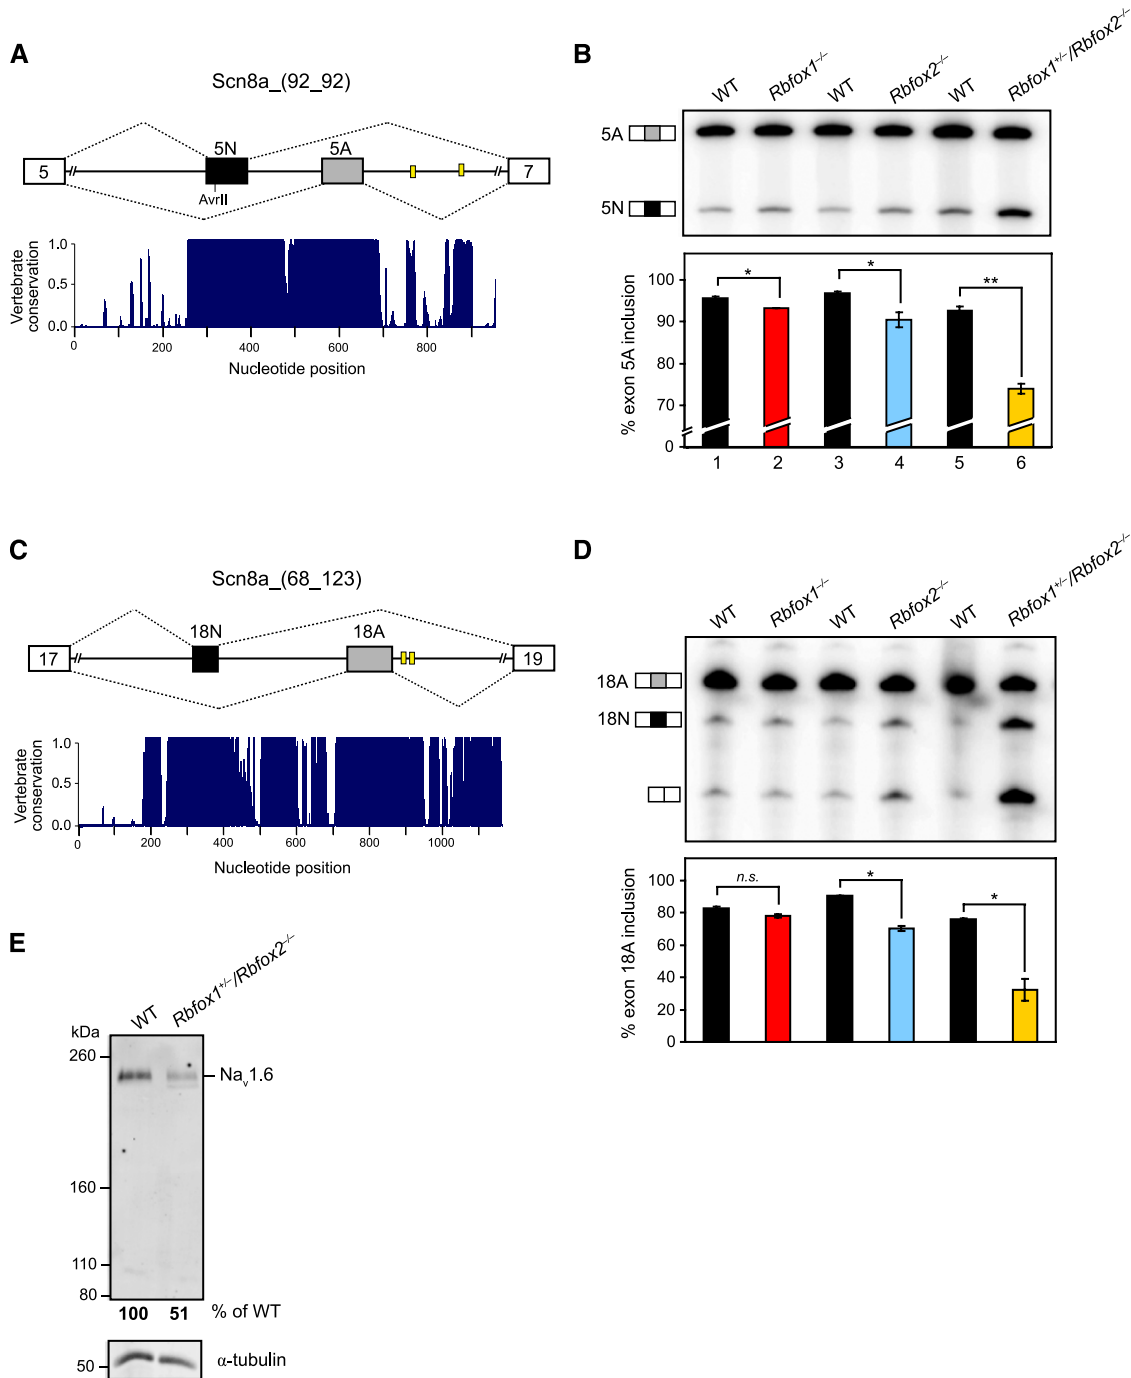 A
Scn8a_(92_92)
5
5N
5A
7
AvrII
Vertebrate
conservation
1.0
0.5
0.0
0
200
400
600
800
Nucleotide position
B
WT
Rbfox1-/-
WT
Rbfox2-/-
WT
Rbfox1+/-/Rbfox2-/-
5A
5N
% exon 5A inclusion
100
90
80
70
0
*
*
**
1
2
3
4
5
6
C
Scn8a_(68_123)
17
18N
18A
19
Vertebrate
conservation
1.0
0.5
0.0
0
200
400
600
800
1000
Nucleotide position
D
WT
Rbfox1-/-
WT
Rbfox2-/-
WT
Rbfox1+/-/Rbfox2-/-
18A
18N
% exon 18A inclusion
100
80
60
40
20
0
n.s.
*
*
E
WT
Rbfox1+/-/Rbfox2-/-
kDa
260
Nav1.6
160
110
80
100
51
% of WT
50
α-tubulin